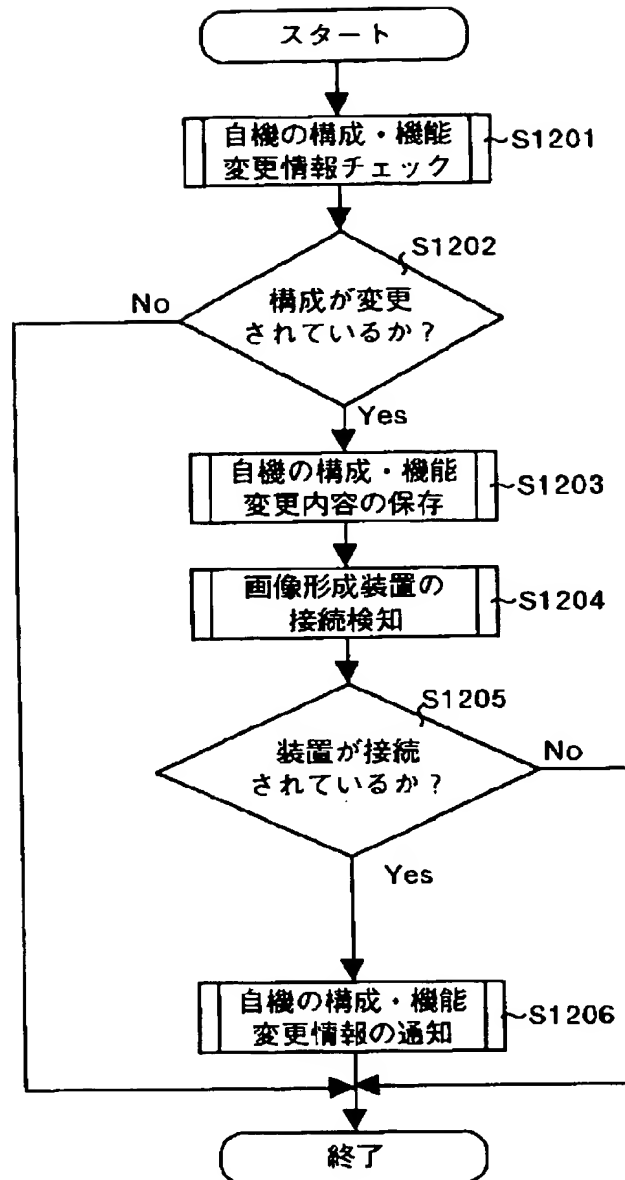 スタート
自機の構成・機能
変更情報チェック
S1201
S1202
構成が変更
されているか？
No
Yes
自機の構成・機能
変更内容の保存
S1203
画像形成装置の
接続検知
S1204
S1205
装置が接続
されているか？
No
Yes
自機の構成・機能
変更情報の通知
S1206
終了